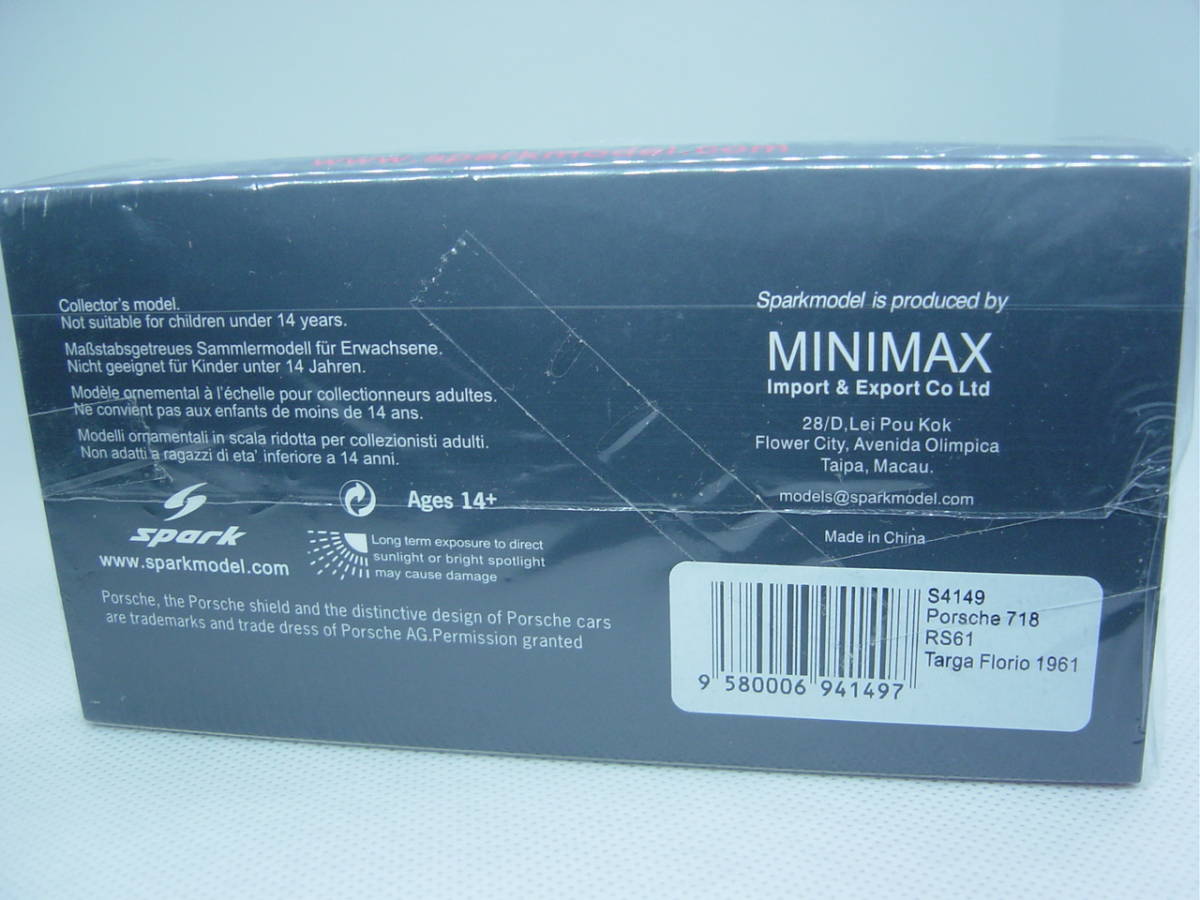 www.sparkmodel.com
Collector's model.
Not suitable for children under 14 years.
Maßstabsgetreues Sammlermodell für Erwachsene.
Nicht geeignet für Kinder unter 14 Jahren.
Modèle ornemental à l'échelle pour collectionneurs adultes.
Ne convient pas aux enfants de moins de 14 ans.
Modelli ornamentali in scala ridotta per collezionisti adulti.
Non adatti a ragazzi di eta' inferiore a 14 anni.
spark
www.sparkmodel.com
Ages 14+
Long term exposure to direct
sunlight or bright spotlight
may cause damage
Porsche, the Porsche shield and the distinctive design of Porsche cars
are trademarks and trade dress of Porsche AG.Permission granted
Sparkmodel is produced by
MINIMAX
Import & Export Co Ltd
28/D,Lei Pou Kok
Flower City, Avenida Olimpica
Taipa, Macau.
models@sparkmodel.com
Made in China
S4149
Porsche 718
RS61
Targa Florio 1961
9 580006 941497